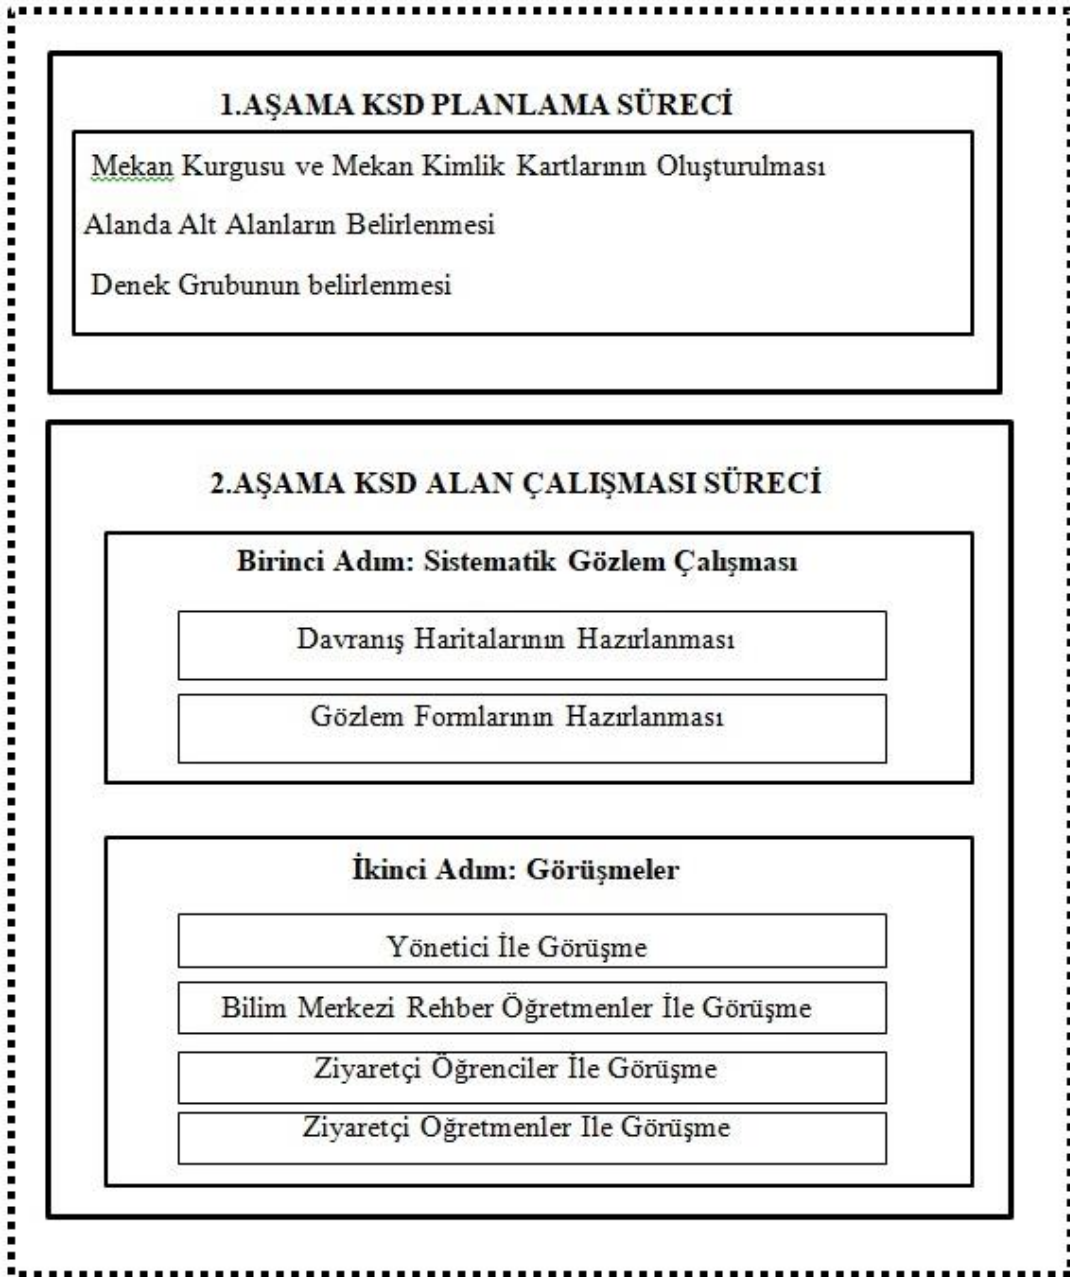 1.AŞAMA KSD PLANLAMA SÜRECİ
Mekan Kurgusu ve Mekan Kimlik Kartlarının Oluşturulması
Alanda Alt Alanların Belirlenmesi
Denek Grubunun belirlenmesi
2.AŞAMA KSD ALAN ÇALIŞMASI SÜRECİ
Birinci Adım: Sistematik Gözlem Çalışması
Davranış Haritalarının Hazırlanması
Gözlem Formlarının Hazırlanması
İkinci Adım: Görüşmeler
Yönetici İle Görüşme
Bilim Merkezi Rehber Öğretmenler İle Görüşme
Ziyaretçi Öğrenciler İle Görüşme
Ziyaretçi Oğretmenler Ile Görüşme